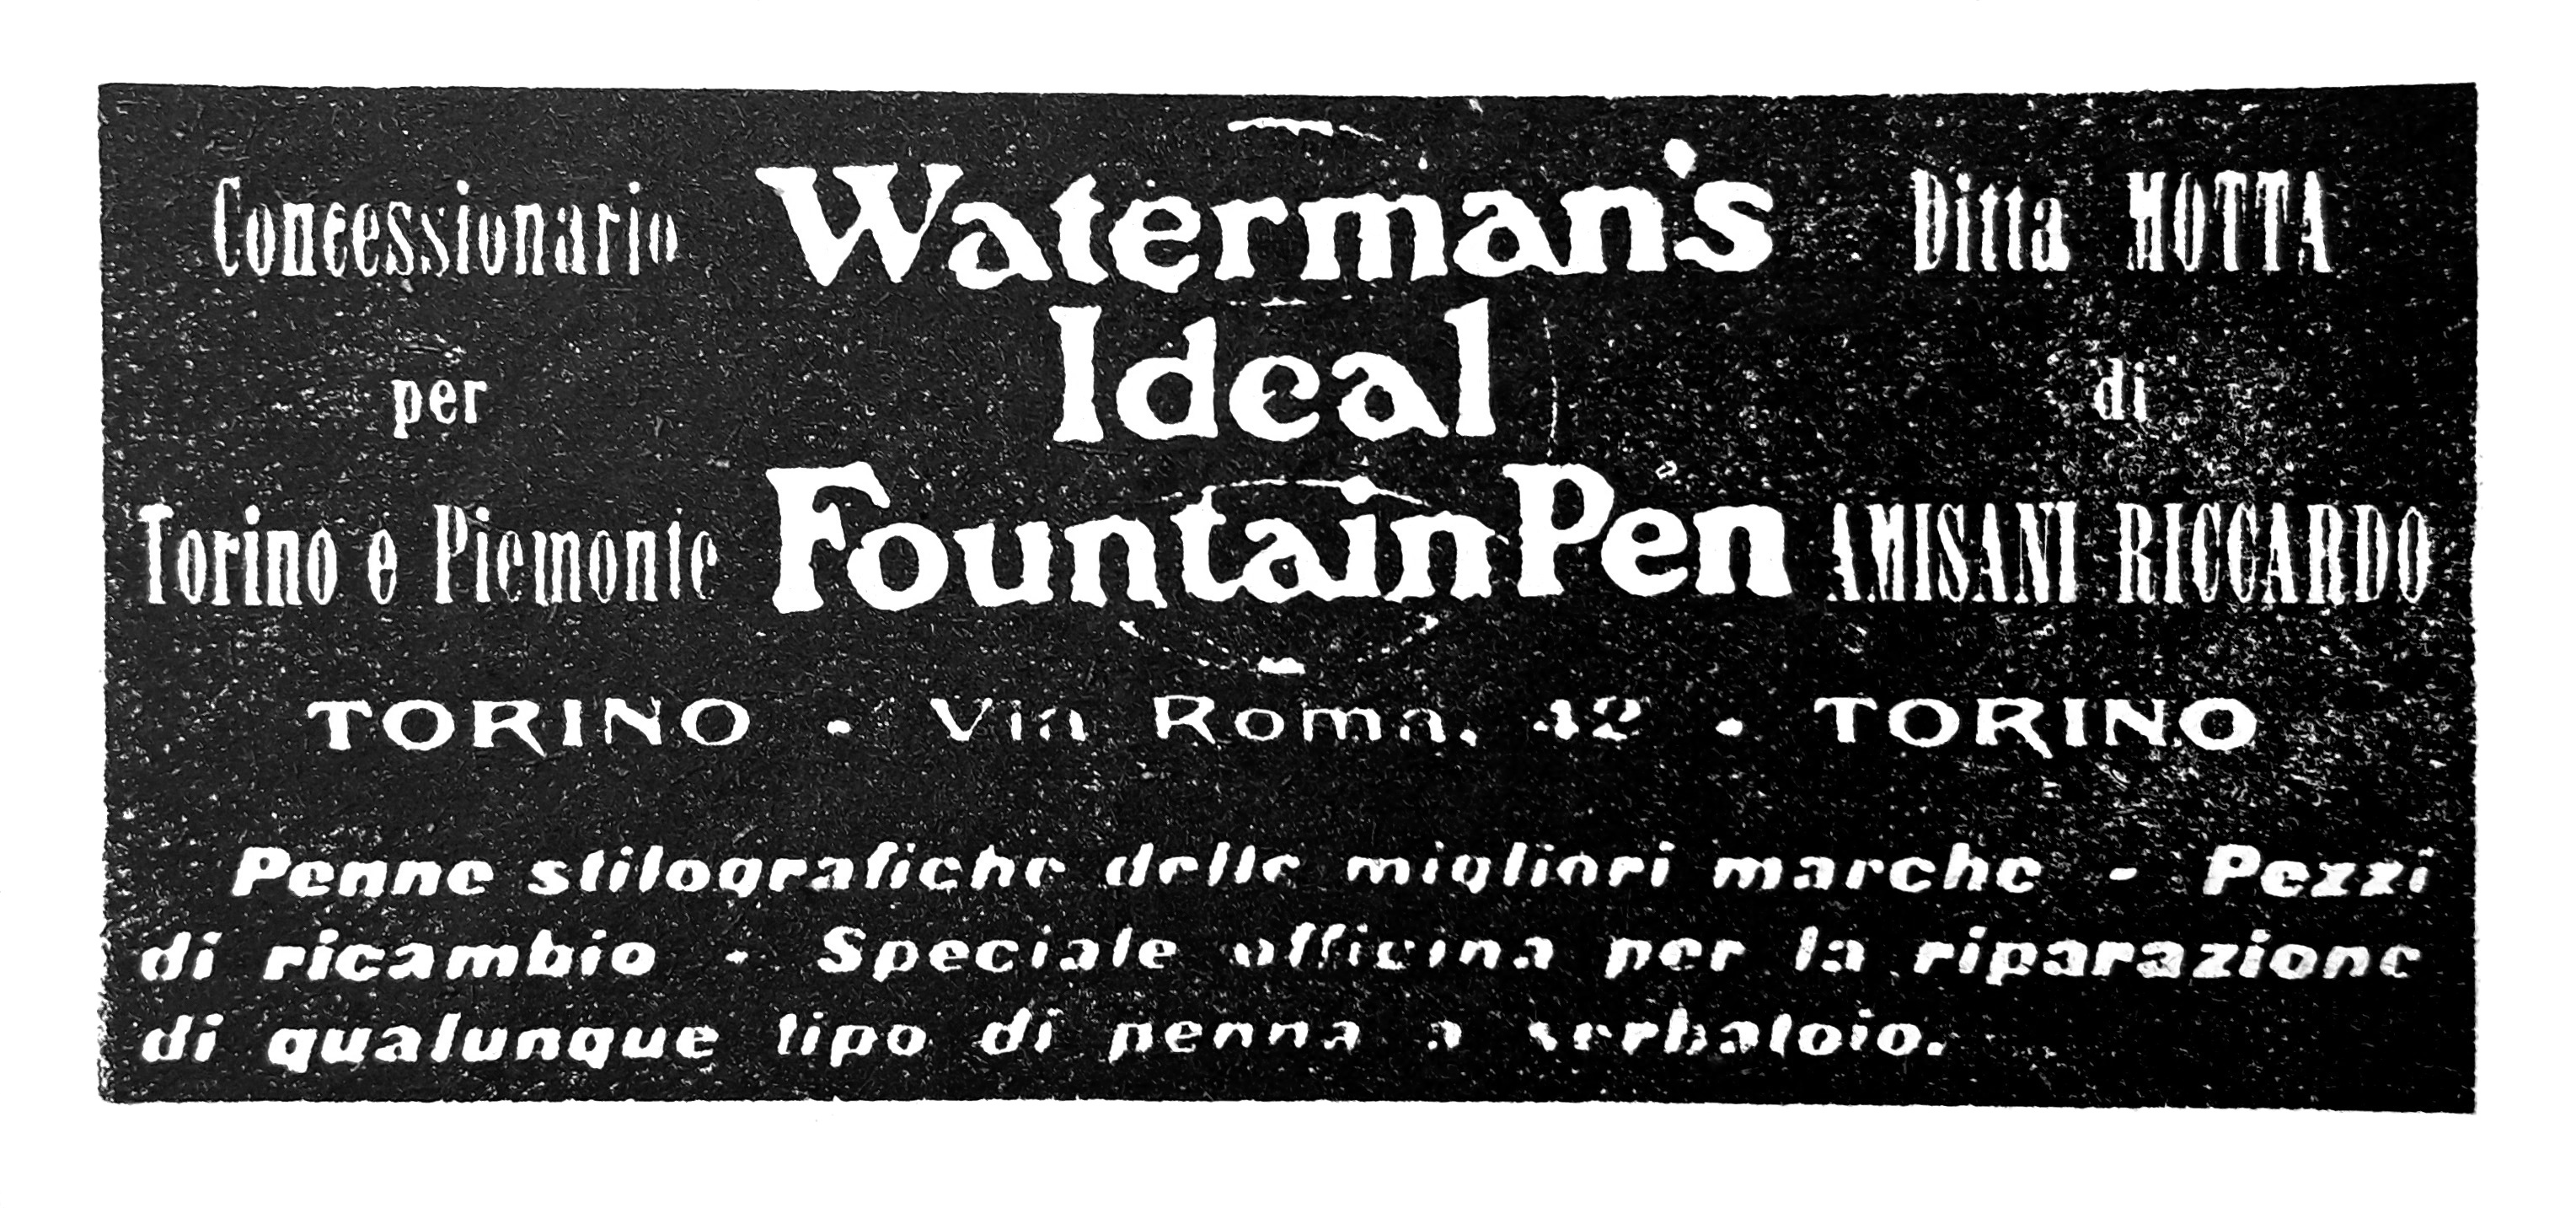 Concessionario
per
Torino e Piemonte
Waterman's
Ideal
Fountain Pen
Ditta MOTTA
di
AMISANI RICCARDO
TORINO - Via Roma, 42 - TORINO
Penne stilografiche delle migliori marche - Pezzi
di ricambio - Speciale officina per la riparazione
di qualunque tipo di penna a serbatoio.